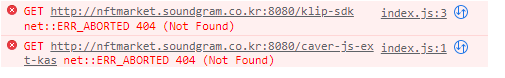 GET http://nftmarket.soundgram.co.kr:8080/klip-sdk index.js:3
net::ERR_ABORTED 404 (Not Found)
GET http://nftmarket.soundgram.co.kr:8080/caver-js-ex index.js:1
t-kas net::ERR_ABORTED 404 (Not Found)